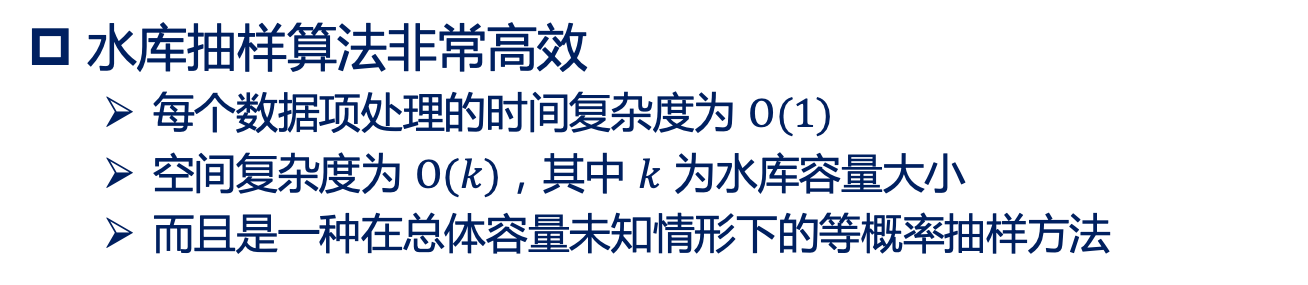 水库抽样算法非常高效
每个数据项处理的时间复杂度为 O(1)
空间复杂度为 O(k)，其中 k 为水库容量大小
而且是一种在总体容量未知情形下的等概率抽样方法